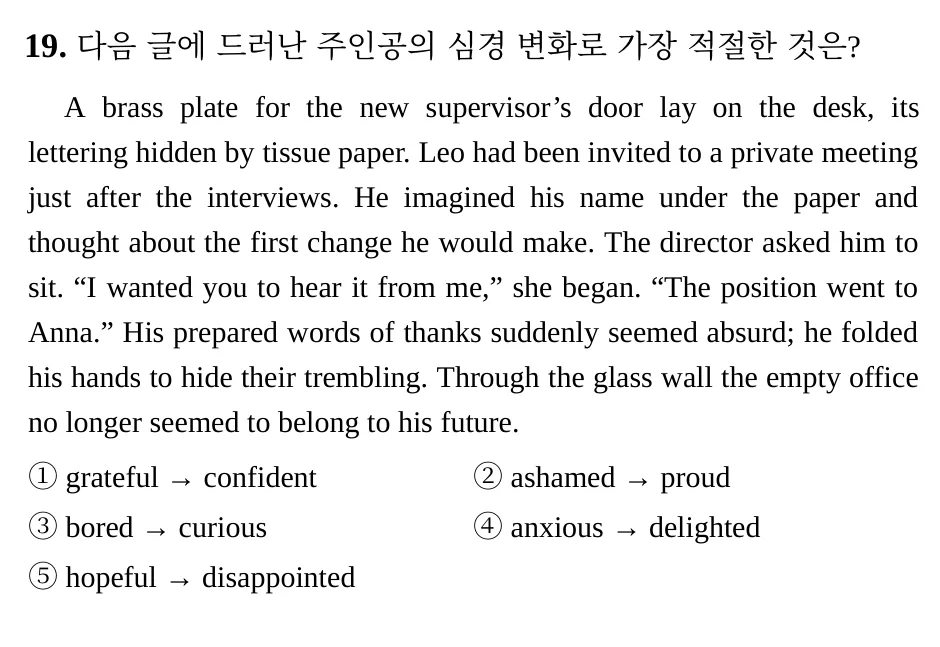 19. 다음 글에 드러난 주인공의 심경 변화로 가장 적절한 것은?
A brass plate for the new supervisor’s door lay on the desk, its
lettering hidden by tissue paper. Leo had been invited to a private meeting
just after the interviews. He imagined his name under the paper and
thought about the first change he would make. The director asked him to
sit. “I wanted you to hear it from me,” she began. “The position went to
Anna.” His prepared words of thanks suddenly seemed absurd; he folded
his hands to hide their trembling. Through the glass wall the empty office
no longer seemed to belong to his future.
① grateful → confident ② ashamed → proud
③ bored → curious ④ anxious → delighted
⑤ hopeful → disappointed